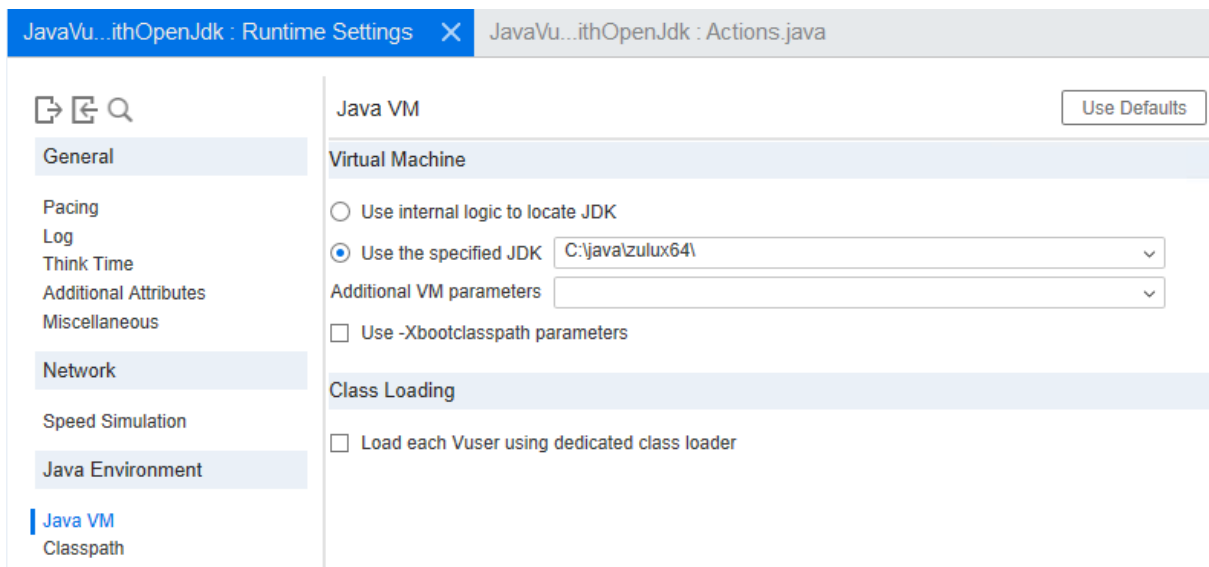 JavaVu...ithOpenJdk : Runtime Settings
JavaVu...ithOpenJdk : Actions.java
General
Pacing
Log
Think Time
Additional Attributes
Miscellaneous
Network
Speed Simulation
Java Environment
Java VM
Classpath
Java VM
Use Defaults
Virtual Machine
Use internal logic to locate JDK
Use the specified JDK C:\java\zulux64\
Additional VM parameters
Use -Xbootclasspath parameters
Class Loading
Load each Vuser using dedicated class loader